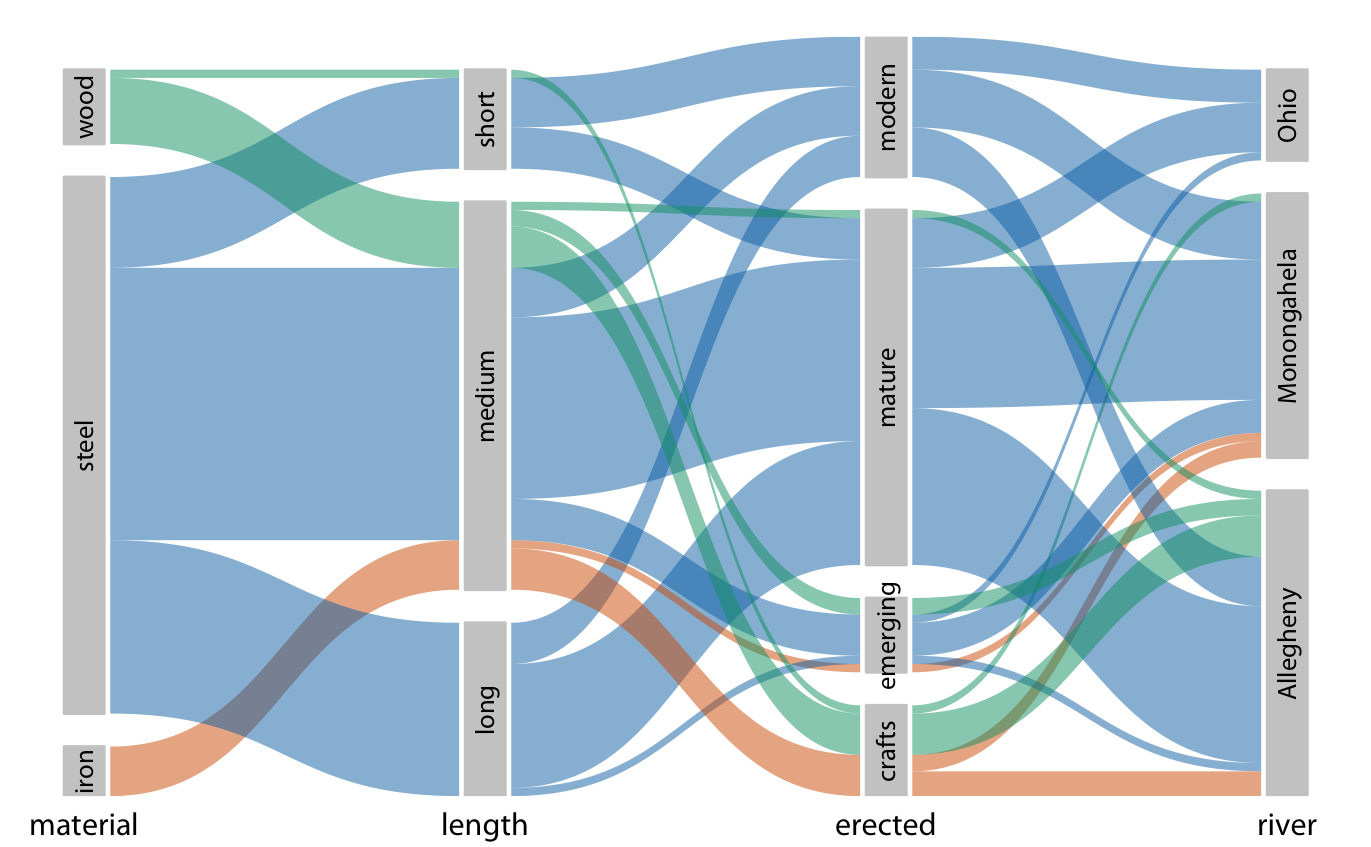 wood
steel
iron
short
medium
long
modern
mature
emerging
crafts
Ohio
Monongahela
Allegheny
material
length
erected
river